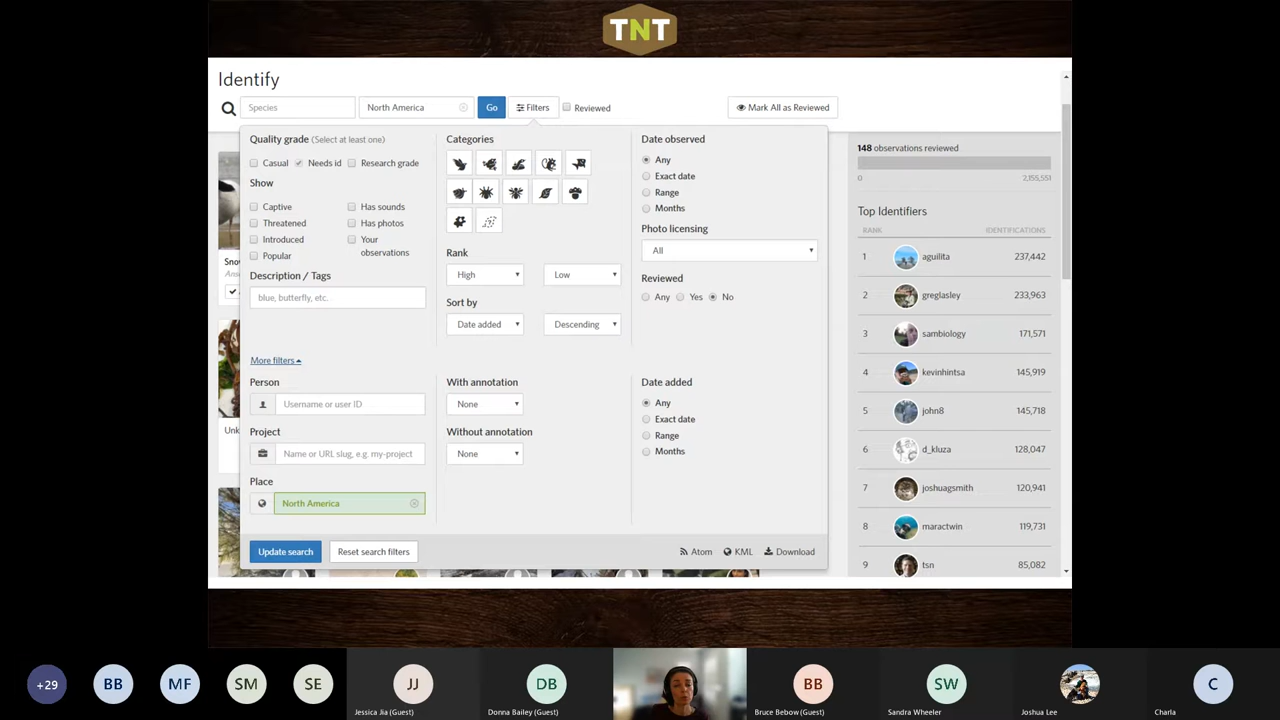 TNT
Identify
Species
North America
Go
Filters
Reviewed
Mark All as Reviewed
Quality grade (Select at least one)
Casual
Needs id
Research grade
Show
Captive
Has sounds
Threatened
Has photos
Introduced
Your observations
Popular
Description / Tags
blue, butterfly, etc.
Categories
Rank
High
Low
Sort by
Date added
Descending
Date observed
Any
Exact date
Range
Months
Photo licensing
All
Reviewed
Any
Yes
No
More filters
Person
Username or user ID
Project
Name or URL slug, e.g. my-project
Place
North America
With annotation
None
Without annotation
None
Date added
Any
Exact date
Range
Months
Update search
Reset search filters
Atom
KML
Download
Sno
Ans
Unk
148 observations reviewed
0
2,155,551
Top Identifiers
RANK
IDENTIFICATIONS
1 aguilita 237,442
2 greglasley 233,963
3 sambiology 171,571
4 kevinhintsa 145,919
5 john8 145,718
6 d_kluza 128,047
7 joshuagsmith 120,941
8 maractwin 119,731
9 tsn 85,082
+29
BB
MF
SM
SE
JJ
Jessica Jia (Guest)
DB
Donna Bailey (Guest)
BB
Bruce Bebow (Guest)
SW
Sandra Wheeler
Joshua Lee
C
Charla